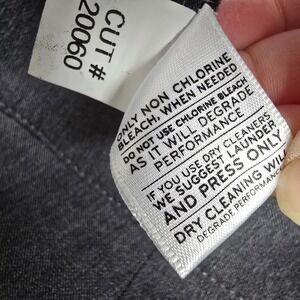 CUT #
20060
ONLY NON CHLORINE
BLEACH, WHEN NEEDED
DO NOT USE CHLORINE BLEACH
AS IT WILL DEGRADE
PERFORMANCE
IF YOU USE DRY CLEANERS
WE SUGGEST LAUNDER
AND PRESS ONLY
DRY CLEANING WILL
DEGRADE PERFORMANCE